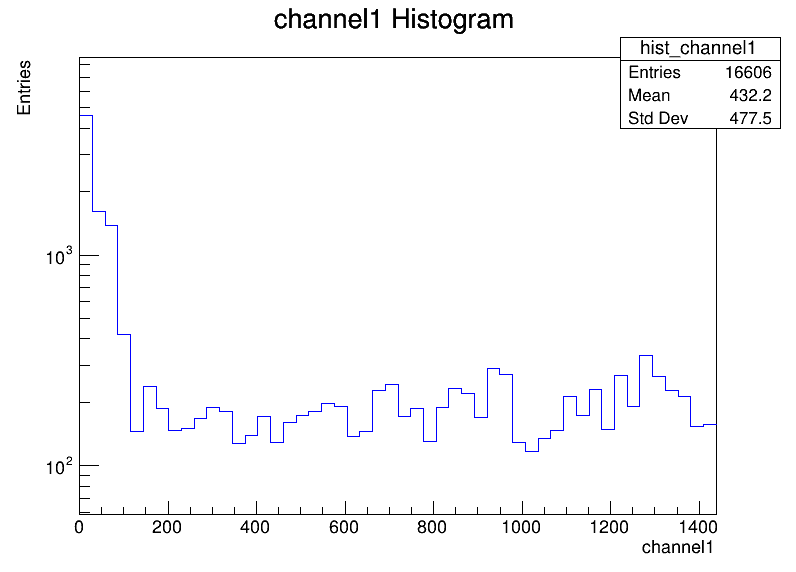 channel1 Histogram
hist_channel1
Entries 16606
Mean 432.2
Std Dev 477.5
Entries
10³
10²
0 200 400 600 800 1000 1200 1400
channel1